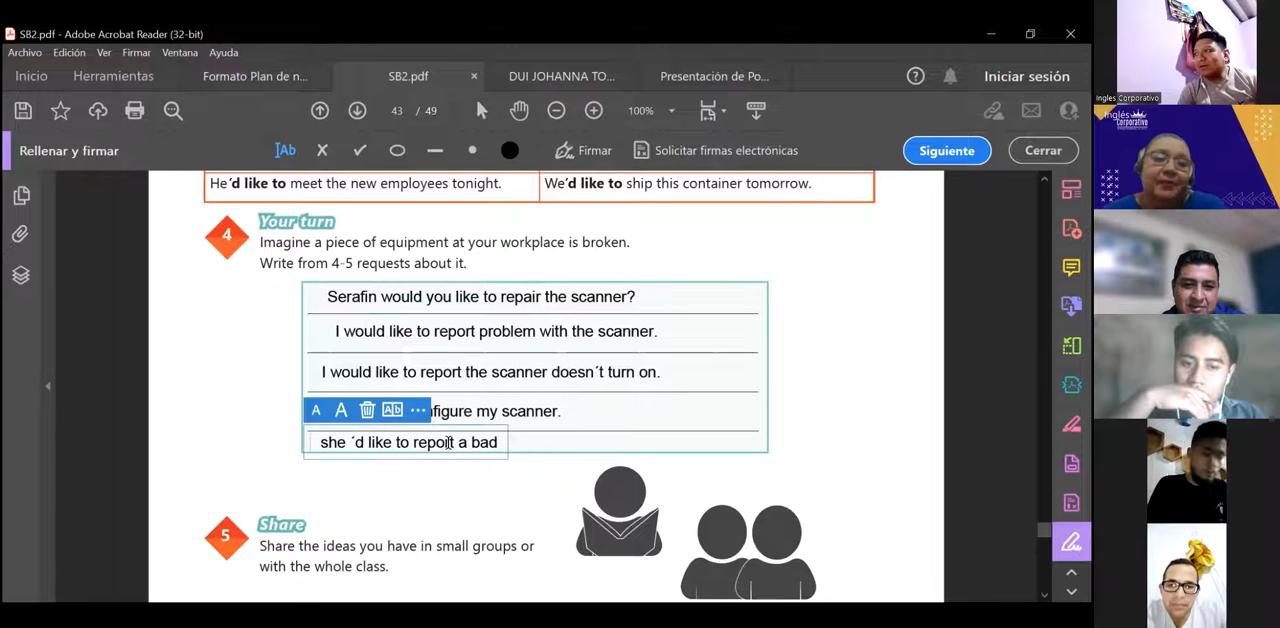 SB2.pdf - Adobe Acrobat Reader (32-bit)
Archivo Edición Ver Firmar Ventana Ayuda
Inicio Herramientas Formato Plan de n... SB2.pdf × DUI JOHANNA TO... Presentación de Po... Iniciar sesión
43 / 49 100%
Rellenar y firmar Ab Firmar Solicitar firmas electrónicas Siguiente Cerrar
He'd like to meet the new employees tonight. We'd like to ship this container tomorrow.
4 Your turn
Imagine a piece of equipment at your workplace is broken.
Write from 4-5 requests about it.
Serafin would you like to repair the scanner?
I would like to report problem with the scanner.
I would like to report the scanner doesn´t turn on.
A A Ab nfigure my scanner.
she ´d like to report a bad
5 Share
Share the ideas you have in small groups or
with the whole class.
Ingles Corporativo
Inglés
Corporativo